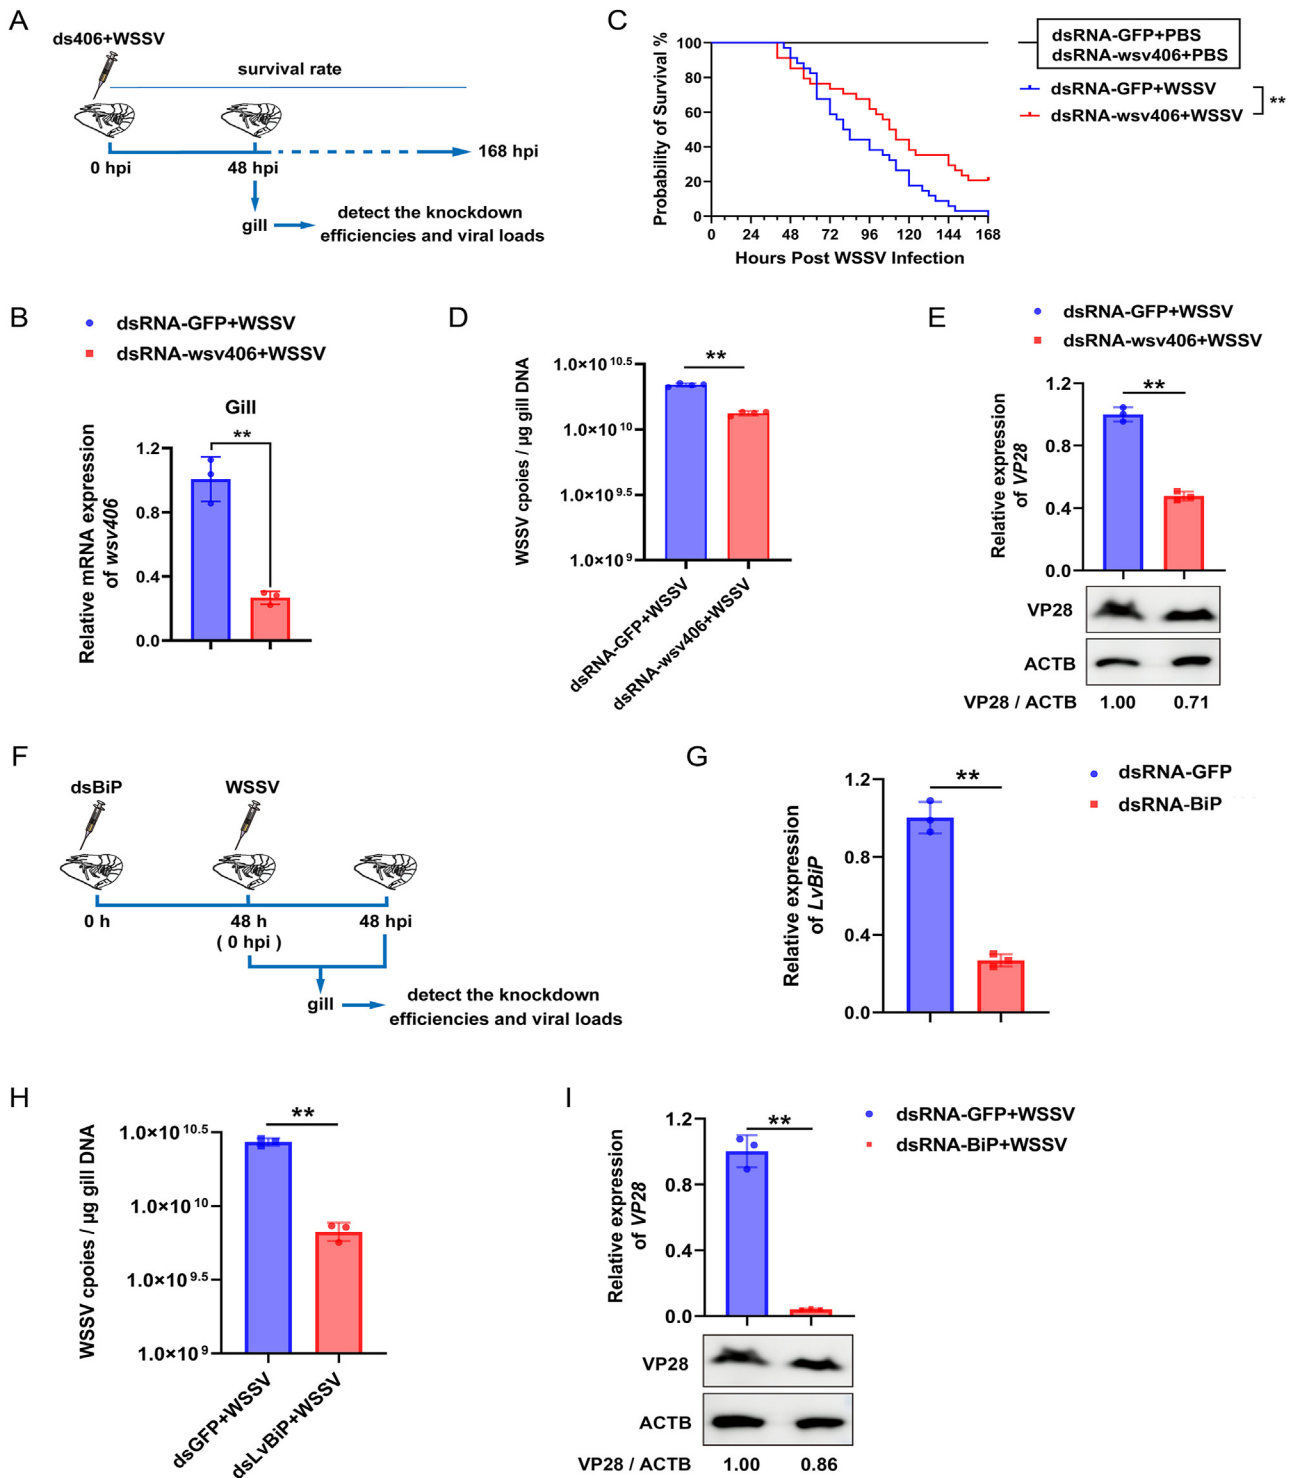 A
ds406+WSSV
survival rate
0 hpi
48 hpi
168 hpi
gill
detect the knockdown
efficiencies and viral loads
C
Probability of Survival %
100
80
60
40
20
0
0 24 48 72 96 120 144 168
Hours Post WSSV Infection
dsRNA-GFP+PBS
dsRNA-wsv406+PBS
dsRNA-GFP+WSSV
dsRNA-wsv406+WSSV
**
B
dsRNA-GFP+WSSV
dsRNA-wsv406+WSSV
Gill
**
Relative mRNA expression
of wsv406
1.2
0.8
0.4
0.0
D
WSSV cpoies / µg gill DNA
**
1.0×10^10.5
1.0×10^10
1.0×10^9.5
1.0×10^9
dsRNA-GFP+WSSV
dsRNA-wsv406+WSSV
E
dsRNA-GFP+WSSV
dsRNA-wsv406+WSSV
Relative expression
of VP28
**
1.2
0.8
0.4
0.0
VP28
ACTB
VP28 / ACTB 1.00 0.71
F
dsBiP
WSSV
0 h
48 h
( 0 hpi )
48 hpi
gill
detect the knockdown
efficiencies and viral loads
G
Relative expression
of LvBiP
**
1.2
0.8
0.4
0.0
dsRNA-GFP
dsRNA-BiP
H
WSSV cpoies / µg gill DNA
**
1.0×10^10.5
1.0×10^10
1.0×10^9.5
1.0×10^9
dsGFP+WSSV
dsLvBiP+WSSV
I
Relative expression
of VP28
**
1.2
0.8
0.4
0.0
dsRNA-GFP+WSSV
dsRNA-BiP+WSSV
VP28
ACTB
VP28 / ACTB 1.00 0.86